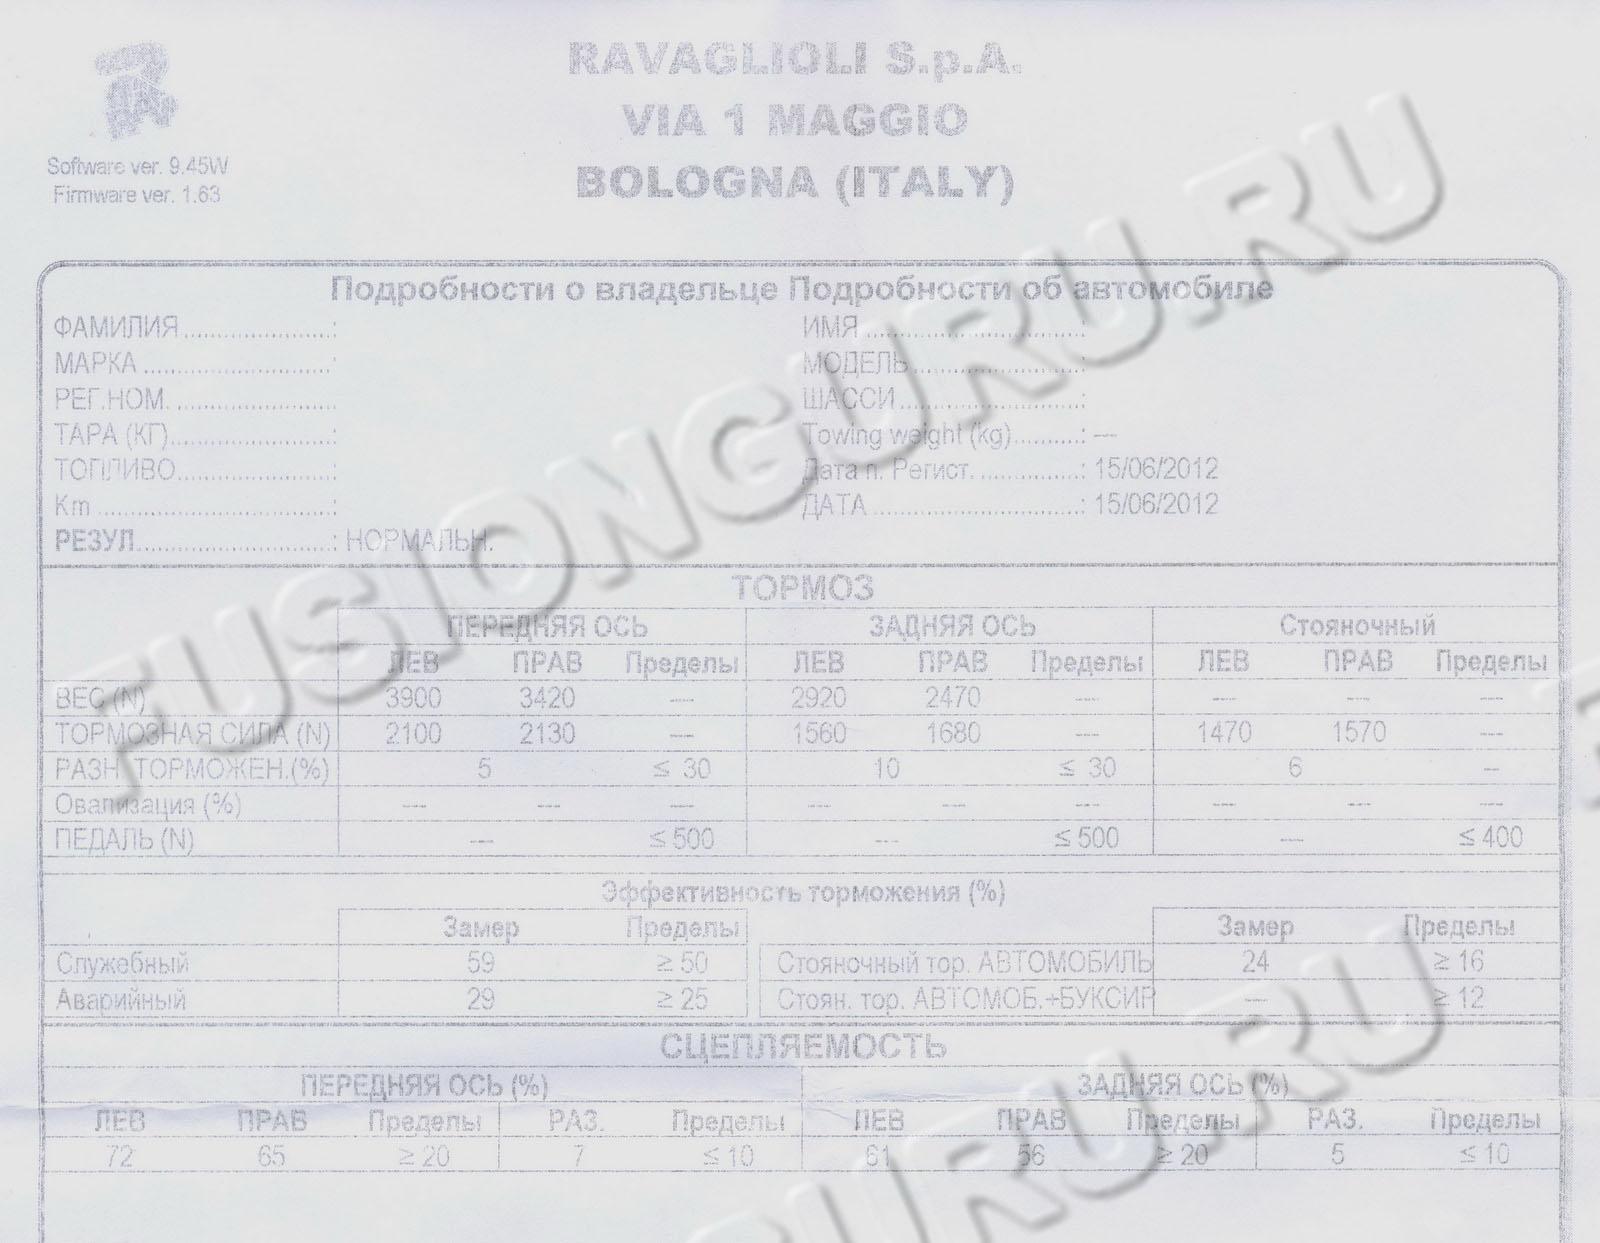 RAVAGLIOLI S.p.A.
VIA 1 MAGGIO
BOLOGNA (ITALY)
Software ver. 9.45W
Firmware ver. 1.63
Подробности о владельце Подробности об автомобиле
ФАМИЛИЯ.......................: ИМЯ...................................:
МАРКА.............................: МОДЕЛЬ...........................:
РЕГ.НОМ. ........................: ШАССИ.............................:
ТАРА (КГ).........................: Towing weight (kg)..........: ---
ТОПЛИВО.......................: Дата п. Регист. ...............: 15/06/2012
Km ....................................: ДАТА................................: 15/06/2012
РЕЗУЛ..............................: НОРМАЛЬН.
ТОРМОЗ
ПЕРЕДНЯЯ ОСЬ ЗАДНЯЯ ОСЬ Стояночный
ЛЕВ ПРАВ Пределы ЛЕВ ПРАВ Пределы ЛЕВ ПРАВ Пределы
ВЕС (N) 3900 3420 --- 2920 2470 --- --- --- ---
ТОРМОЗНАЯ СИЛА (N) 2100 2130 --- 1560 1680 --- 1470 1570 ---
РАЗН. ТОРМОЖЕН.(%) 5 ≤ 30 10 ≤ 30 6 --
Овализация (%) --- --- --- --- --- --- --- --- ---
ПЕДАЛЬ (N) --- ≤ 500 --- ≤ 500 --- ≤ 400
Эффективность торможения (%)
Замер Пределы Замер Пределы
Служебный 59 ≥ 50 Стояночный тор. АВТОМОБИЛЬ 24 ≥ 16
Аварийный 29 ≥ 25 Стоян. тор. АВТОМОБ.+БУКСИР --- ≥ 12
СЦЕПЛЯЕМОСТЬ
ПЕРЕДНЯЯ ОСЬ (%) ЗАДНЯЯ ОСЬ (%)
ЛЕВ ПРАВ Пределы РАЗ. Пределы ЛЕВ ПРАВ Пределы РАЗ. Пределы
72 65 ≥ 20 7 ≤ 10 61 56 ≥ 20 5 ≤ 10
FUSIONGURU.RU